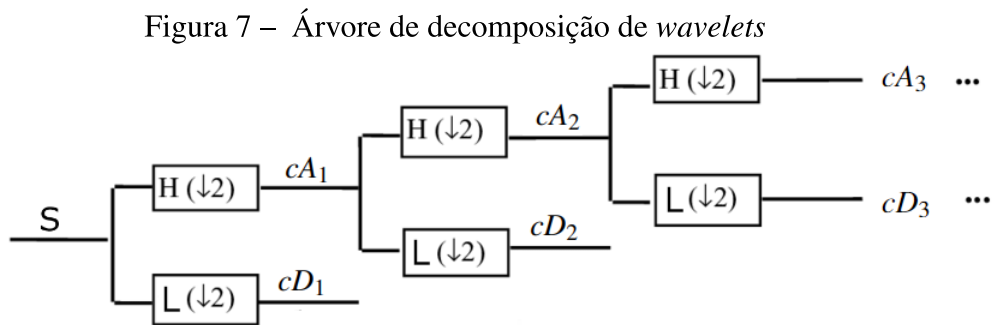 Figura 7 – Árvore de decomposição de wavelets
H (↓2) cA3 ...
H (↓2) cA2
H (↓2) cA1
L (↓2) cD3 ...
S
L (↓2) cD2
L (↓2) cD1